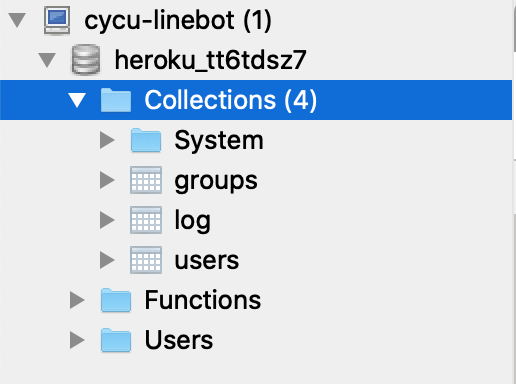 cycu-linebot (1)
heroku_tt6tdsz7
Collections (4)
System
groups
log
users
Functions
Users